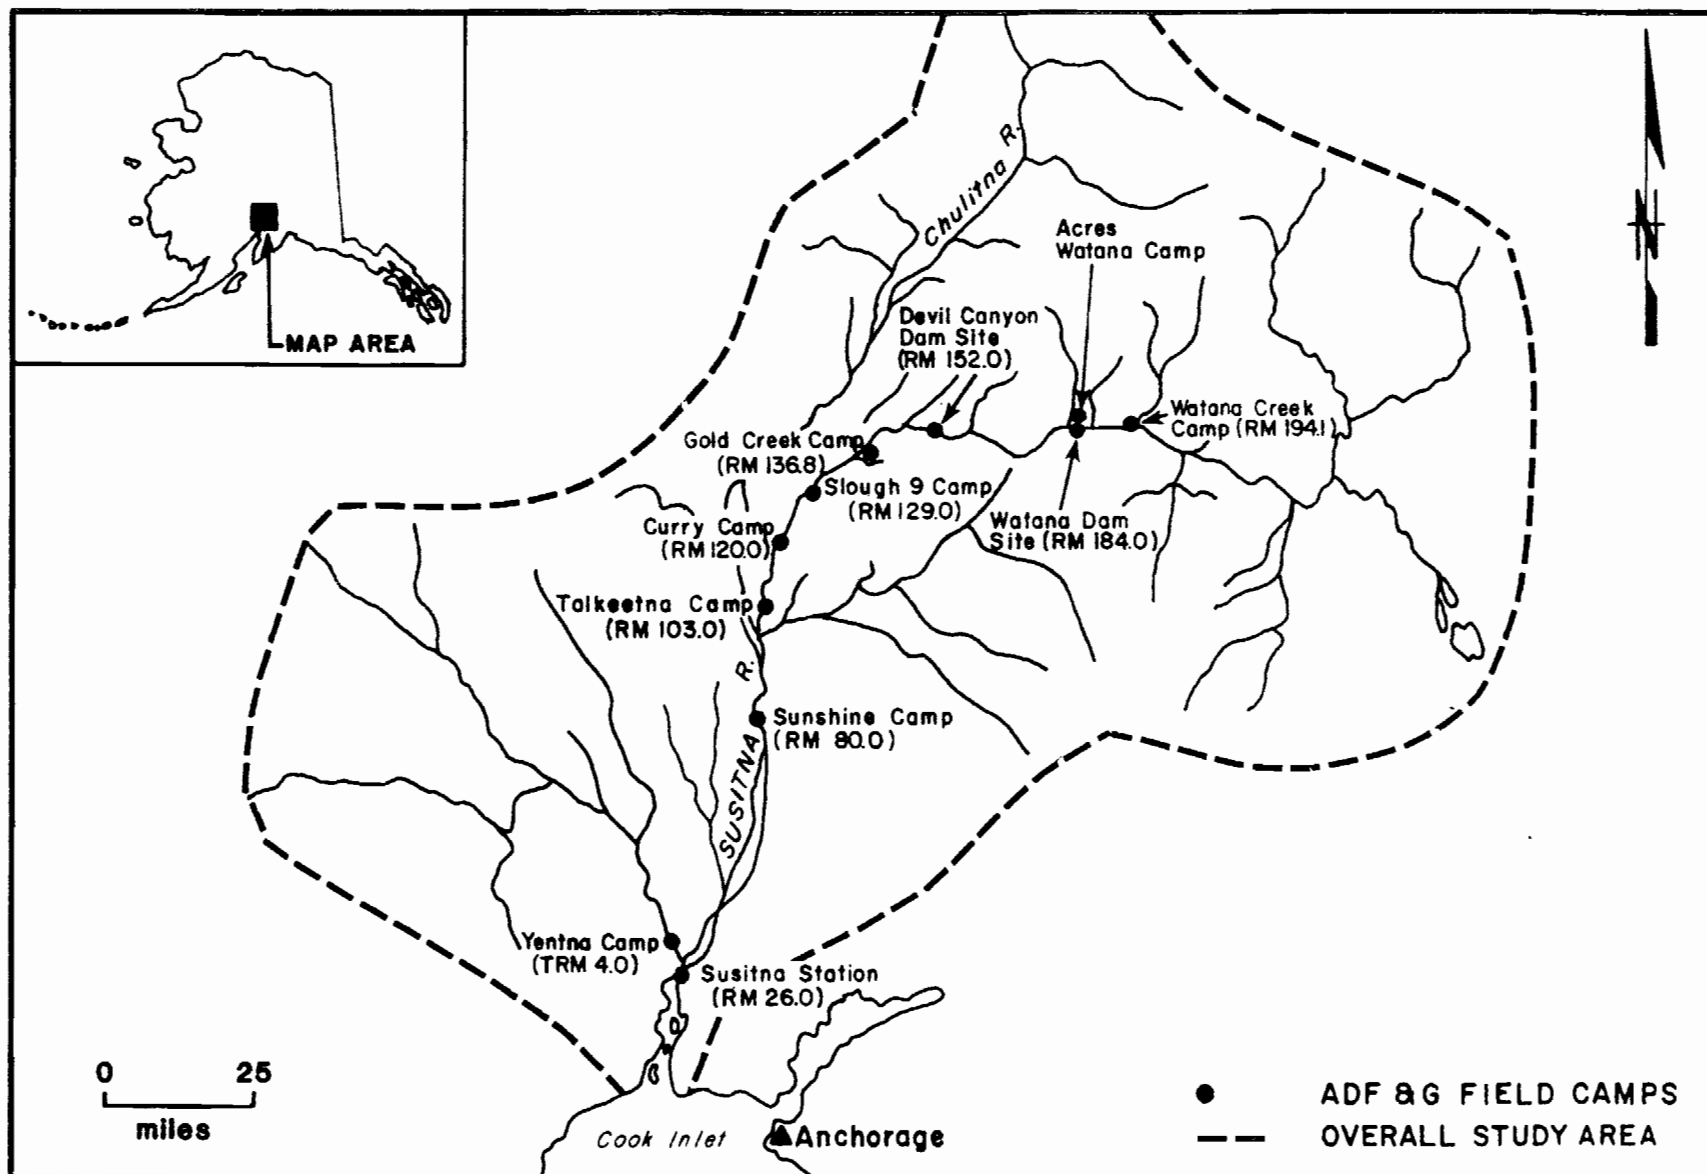 MAP AREA
Chulitna R.
Acres
Watana Camp
Devil Canyon
Dam Site
(RM 152.0)
Watana Creek
Camp (RM 194.1)
Gold Creek Camp
(RM 136.8)
Slough 9 Camp
(RM 129.0)
Watana Dam
Site (RM 184.0)
Curry Camp
(RM 120.0)
Talkeetna Camp
(RM 103.0)
SUSITNA R.
Sunshine Camp
(RM 80.0)
Yentna Camp
(TRM 4.0)
Susitna Station
(RM 26.0)
0 25
miles
Cook Inlet
Anchorage
ADF & G FIELD CAMPS
OVERALL STUDY AREA
N